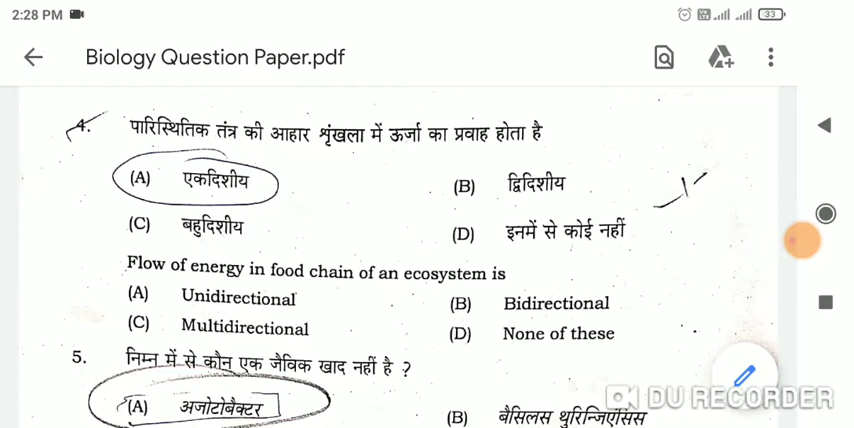 2:28 PM 33
Biology Question Paper.pdf
4. पारिस्थितिक तंत्र की आहार शृंखला में ऊर्जा का प्रवाह होता है
(A) एकदिशीय (B) द्विदिशीय
(C) बहुदिशीय (D) इनमें से कोई नहीं
Flow of energy in food chain of an ecosystem is
(A) Unidirectional (B) Bidirectional
(C) Multidirectional (D) None of these
5. निम्न में से कौन एक जैविक खाद नहीं है ?
(A) अजोटोबैक्टर (B) बैसिलस थुरिन्जिएंसिस
DU RECORDER